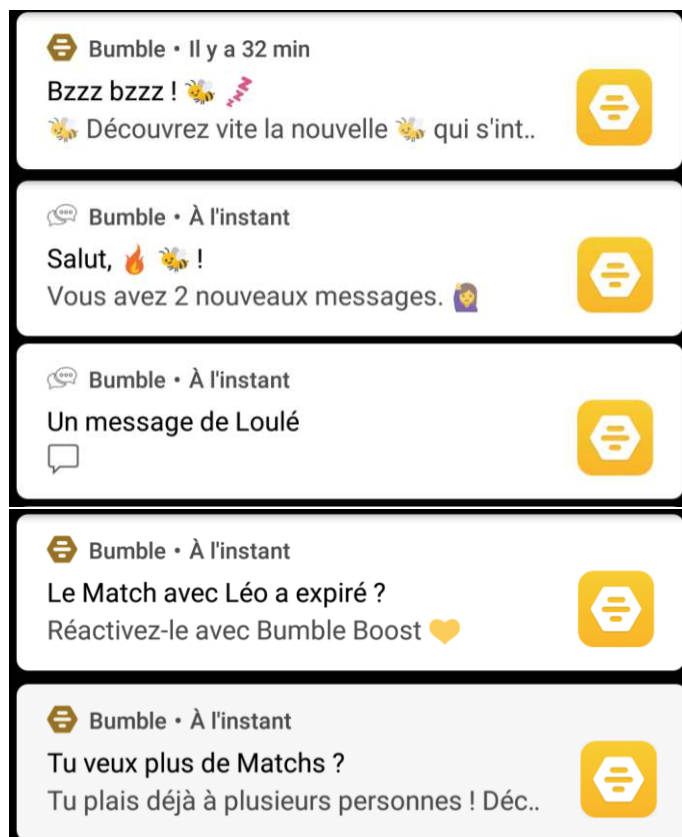 Bumble • Il y a 32 min
Bzzz bzzz ! 🐝 💤
🐝 Découvrez vite la nouvelle 🐝 qui s'int..
Bumble • À l'instant
Salut, 🔥 🐝 !
Vous avez 2 nouveaux messages. 🙋‍♀️
Bumble • À l'instant
Un message de Loulé
Bumble • À l'instant
Le Match avec Léo a expiré ?
Réactivez-le avec Bumble Boost 💛
Bumble • À l'instant
Tu veux plus de Matchs ?
Tu plais déjà à plusieurs personnes ! Déc..